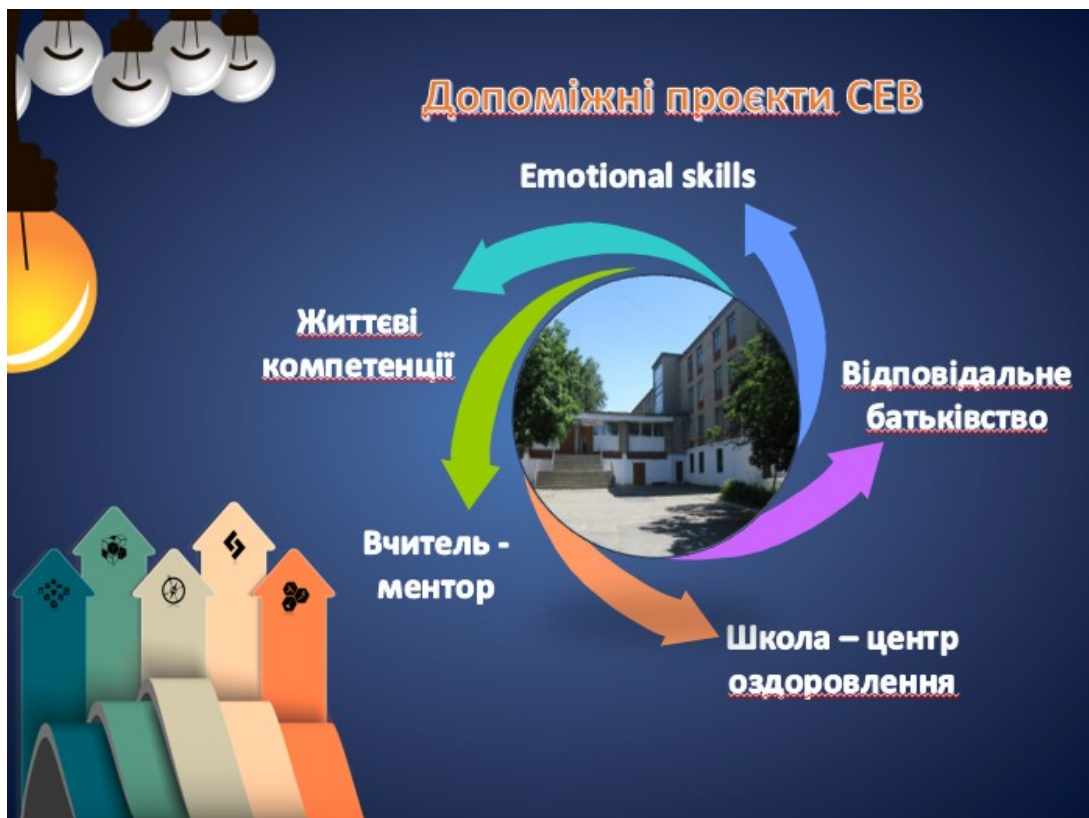 Допоміжні проєкти СЕВ
Emotional skills
Життєві
компетенції
Відповідальне
батьківство
Вчитель -
ментор
Школа – центр
оздоровлення